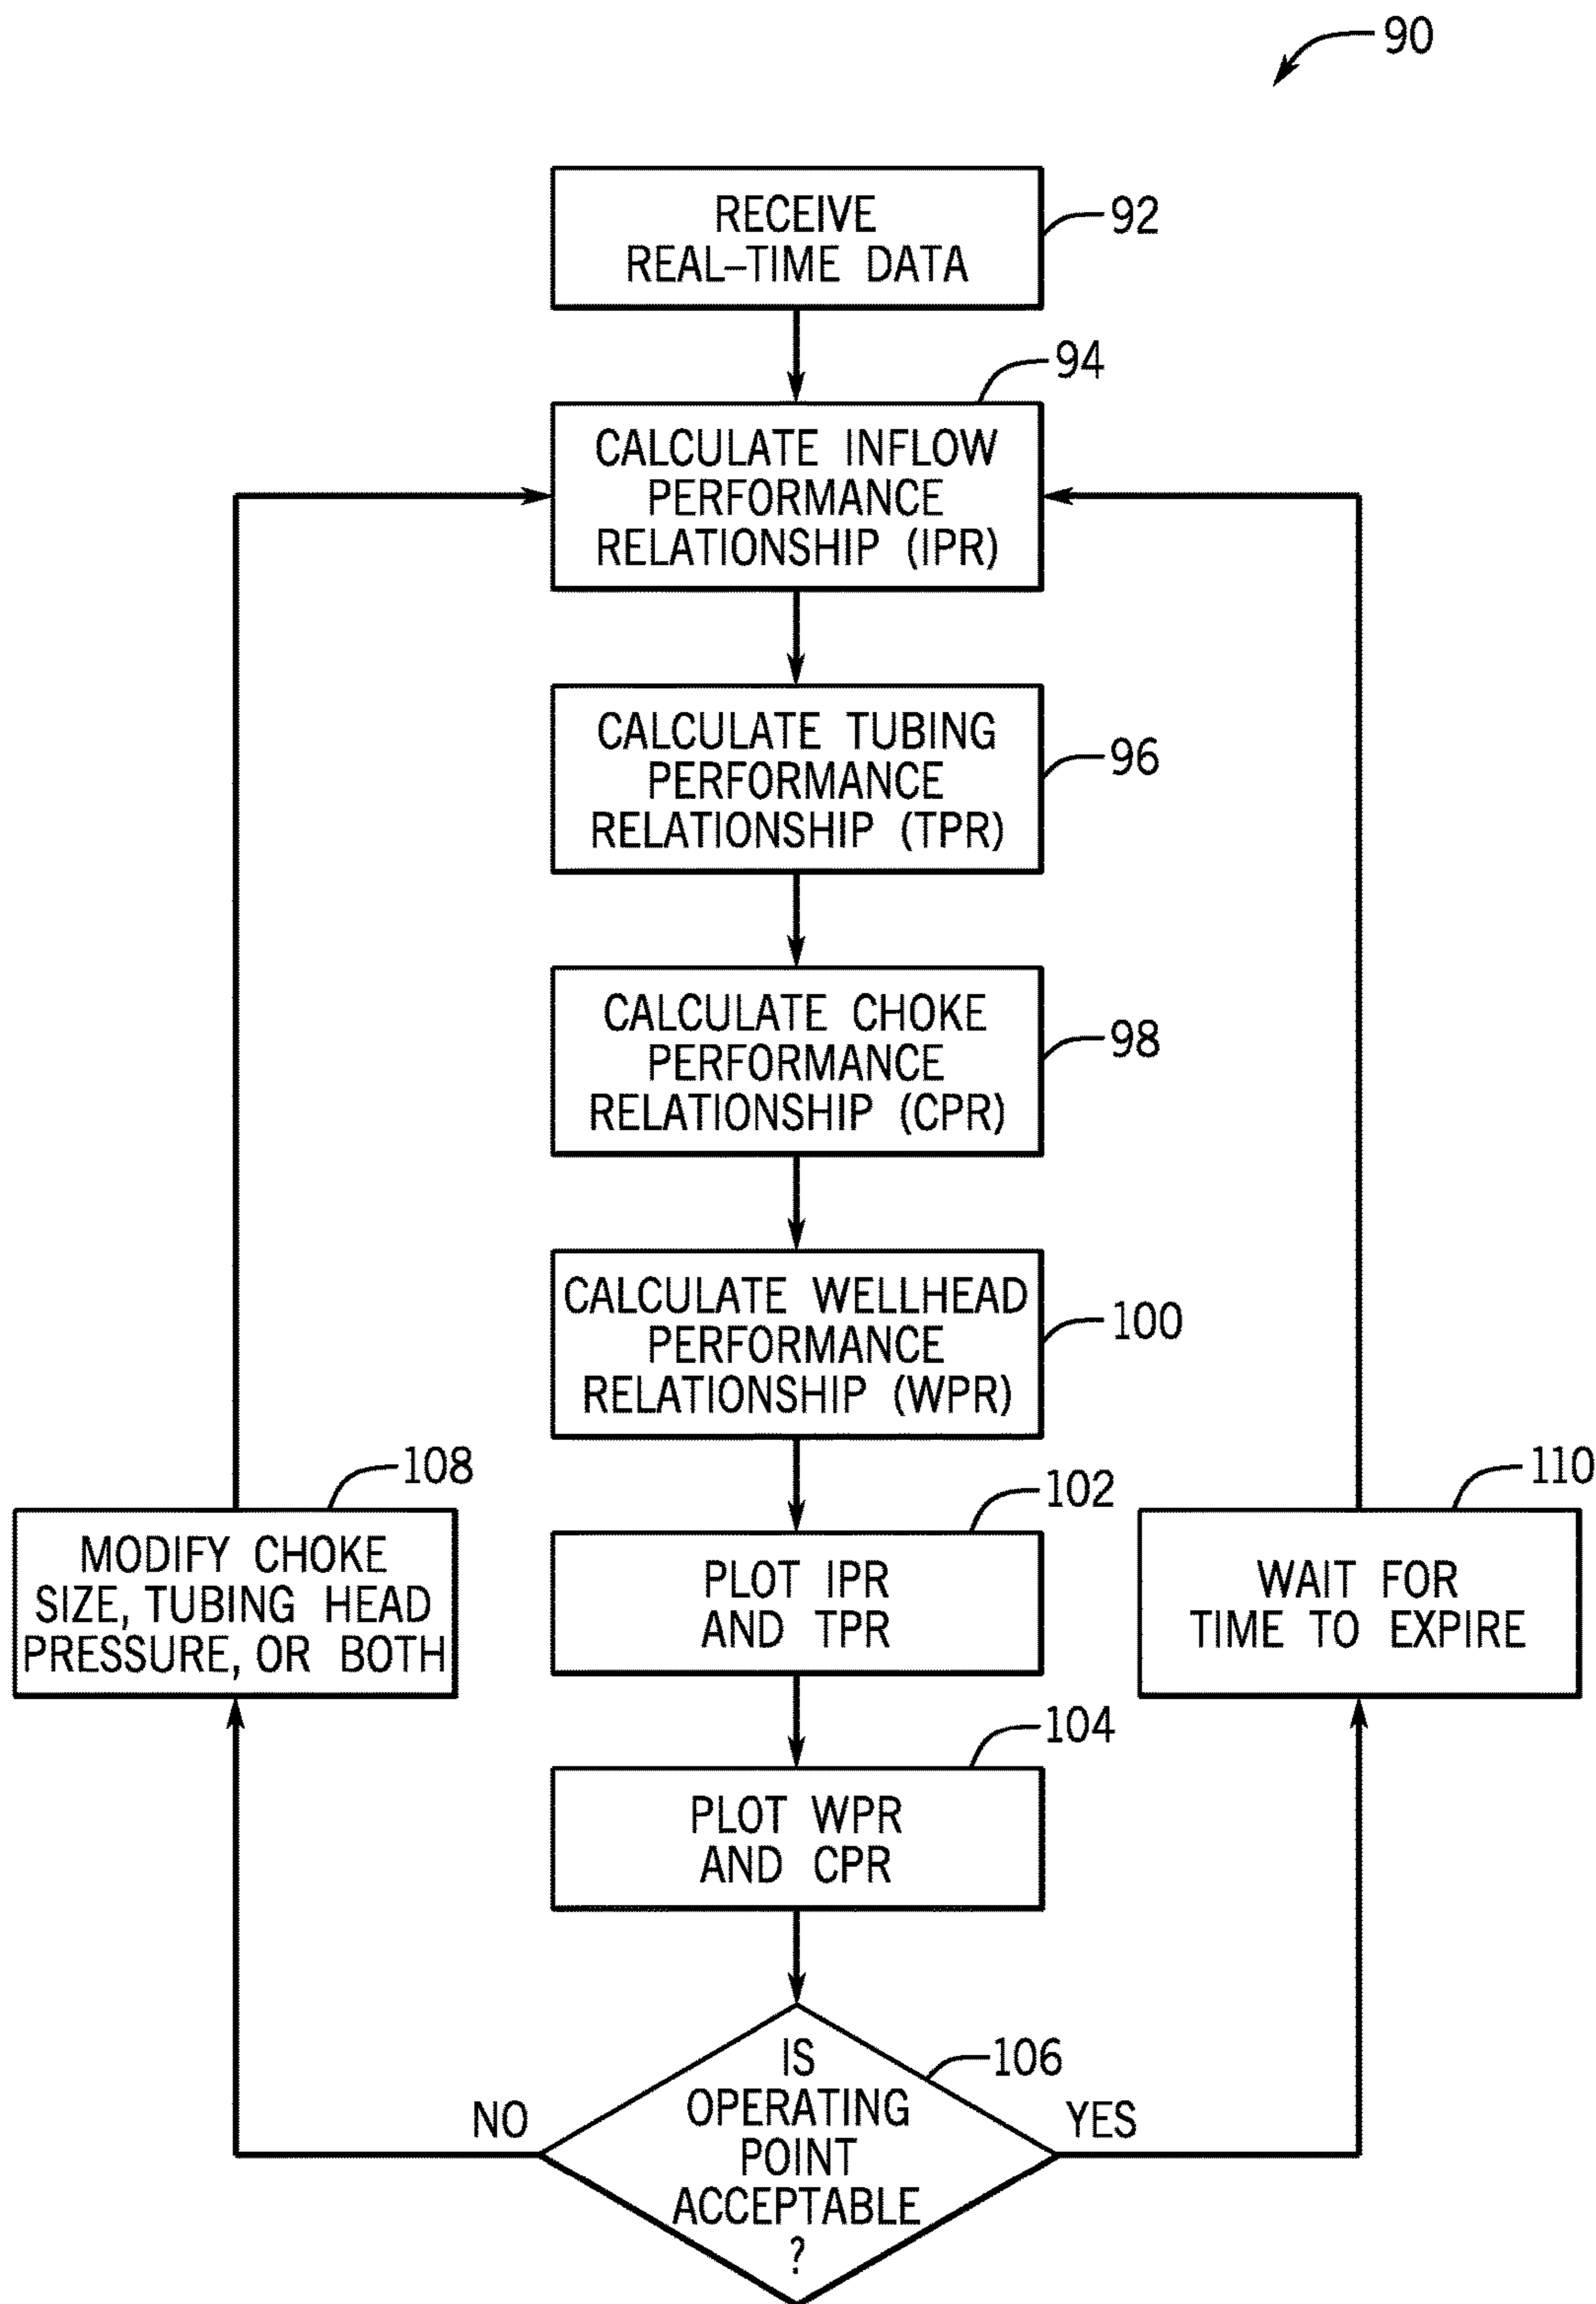 90
RECEIVE
REAL-TIME DATA
92
94
CALCULATE INFLOW
PERFORMANCE
RELATIONSHIP (IPR)
CALCULATE TUBING
PERFORMANCE
RELATIONSHIP (TPR)
96
CALCULATE CHOKE
PERFORMANCE
RELATIONSHIP (CPR)
98
CALCULATE WELLHEAD
PERFORMANCE
RELATIONSHIP (WPR)
100
108
MODIFY CHOKE
SIZE, TUBING HEAD
PRESSURE, OR BOTH
102
PLOT IPR
AND TPR
110
WAIT FOR
TIME TO EXPIRE
104
PLOT WPR
AND CPR
106
IS
OPERATING
POINT
ACCEPTABLE
?
NO
YES